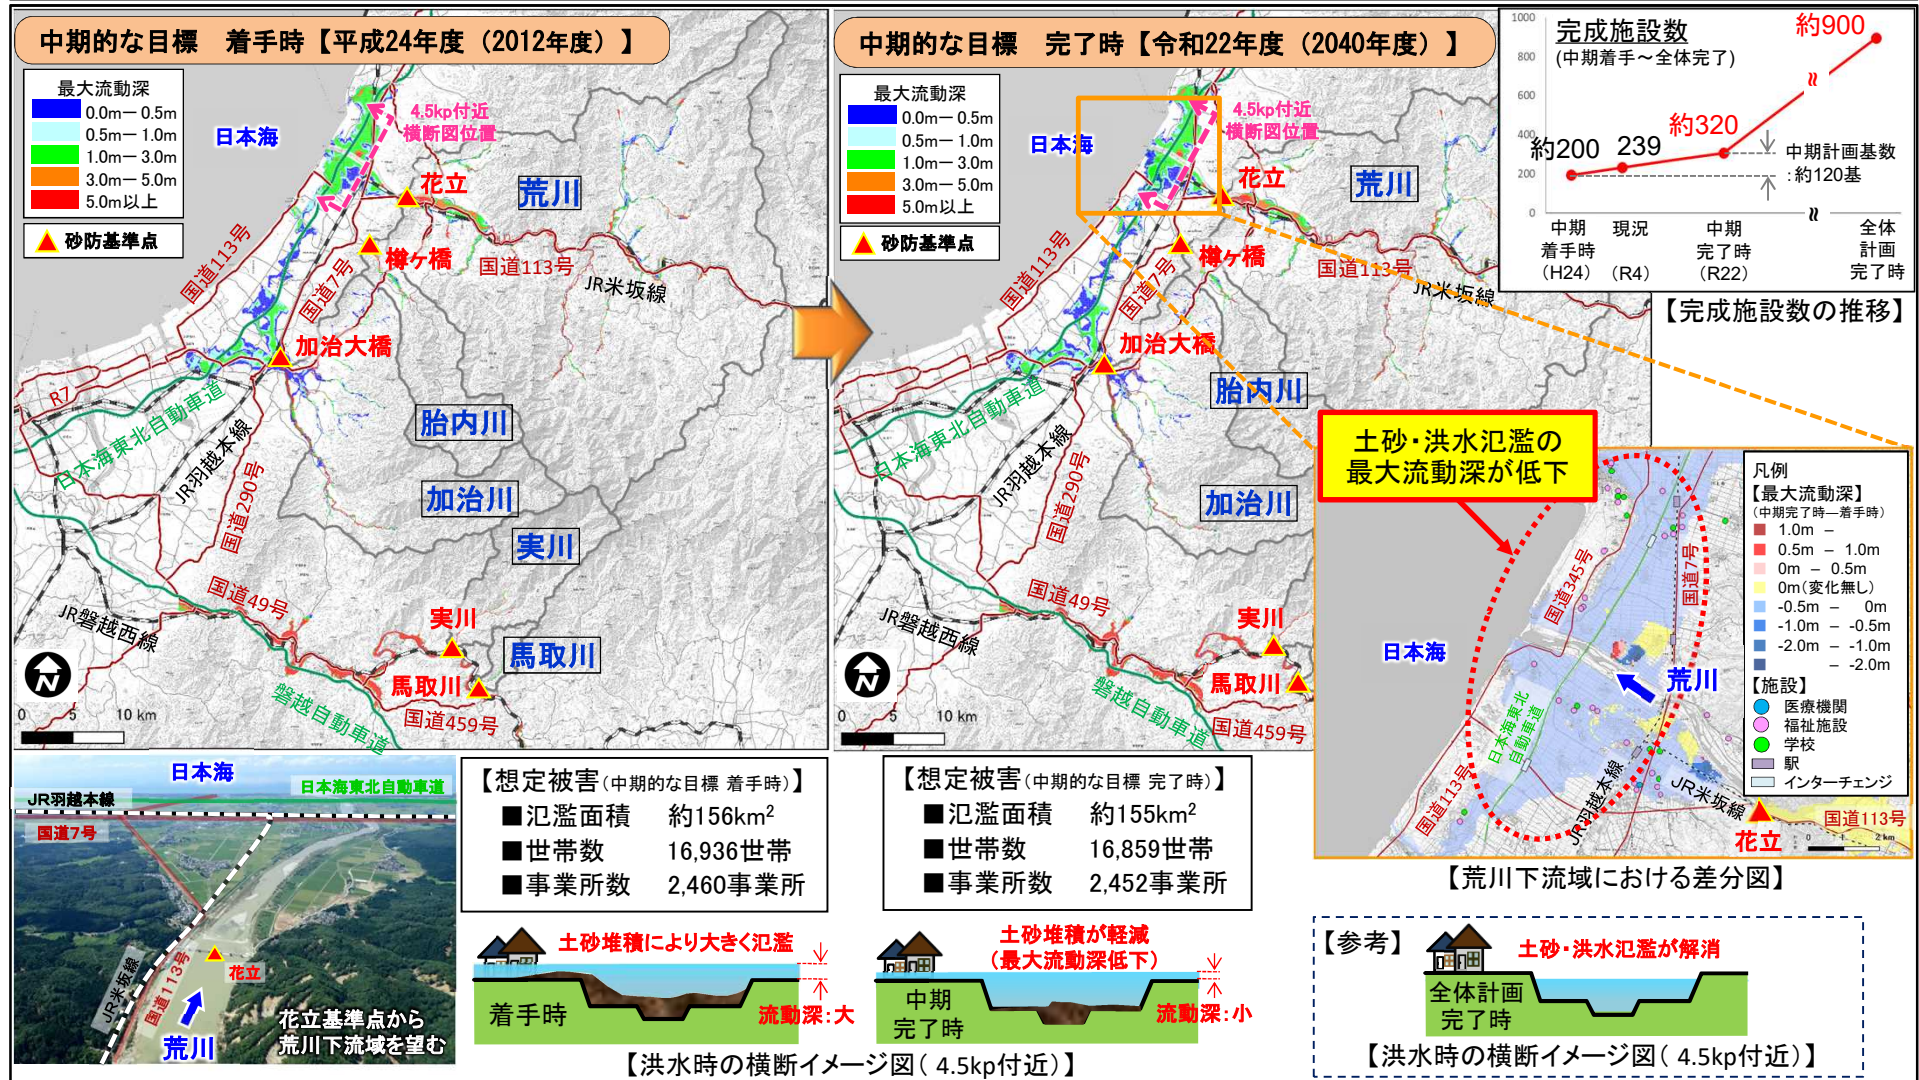 中期的な目標　着手時【平成24年度（2012年度）】
最大流動深
0.0m－0.5m
0.5m－1.0m
1.0m－3.0m
3.0m－5.0m
5.0m以上
砂防基準点
日本海
4.5kp付近
横断図位置
花立
荒川
樽ヶ橋
国道113号
国道7号
国道113号
JR米坂線
加治大橋
R7
日本海東北自動車道
JR羽越本線
国道290号
胎内川
加治川
実川
国道49号
JR磐越西線
実川
馬取川
馬取川
国道459号
磐越自動車道
N
0 5 10 km
中期的な目標　完了時【令和22年度（2040年度）】
最大流動深
0.0m－0.5m
0.5m－1.0m
1.0m－3.0m
3.0m－5.0m
5.0m以上
砂防基準点
日本海
4.5kp付近
横断図位置
花立
荒川
樽ヶ橋
国道113号
国道7号
国道113号
JR米坂線
加治大橋
日本海東北自動車道
JR羽越本線
国道290号
胎内川
加治川
国道49号
JR磐越西線
実川
馬取川
国道459号
磐越自動車道
N
0 5 10 km
完成施設数
(中期着手～全体完了)
1000
800
600
400
200
0
約200
239
約320
約900
中期計画基数
：約120基
中期
着手時
（H24）
現況
（R4）
中期
完了時
（R22）
全体
計画
完了時
【完成施設数の推移】
土砂・洪水氾濫の
最大流動深が低下
凡例
【最大流動深】
（中期完了時―着手時）
1.0m －
0.5m － 1.0m
0m － 0.5m
0m（変化無し）
-0.5m － 0m
-1.0m － -0.5m
-2.0m － -1.0m
－ -2.0m
【施設】
医療機関
福祉施設
学校
駅
インターチェンジ
日本海
国道345号
国道7号
荒川
日本海東北
自動車道
国道113号
JR羽越本線
JR米坂線
国道113号
花立
0 1 2 km
【荒川下流域における差分図】
日本海
日本海東北自動車道
JR羽越本線
国道7号
JR米坂線
国道113号
花立
荒川
花立基準点から
荒川下流域を望む
【想定被害（中期的な目標 着手時）】
■氾濫面積　約156km²
■世帯数　16,936世帯
■事業所数　2,460事業所
【想定被害（中期的な目標 完了時）】
■氾濫面積　約155km²
■世帯数　16,859世帯
■事業所数　2,452事業所
土砂堆積により大きく氾濫
着手時
流動深：大
土砂堆積が軽減
（最大流動深低下）
中期
完了時
流動深：小
【洪水時の横断イメージ図（ 4.5kp付近）】
【参考】
土砂・洪水氾濫が解消
全体計画
完了時
【洪水時の横断イメージ図（ 4.5kp付近）】